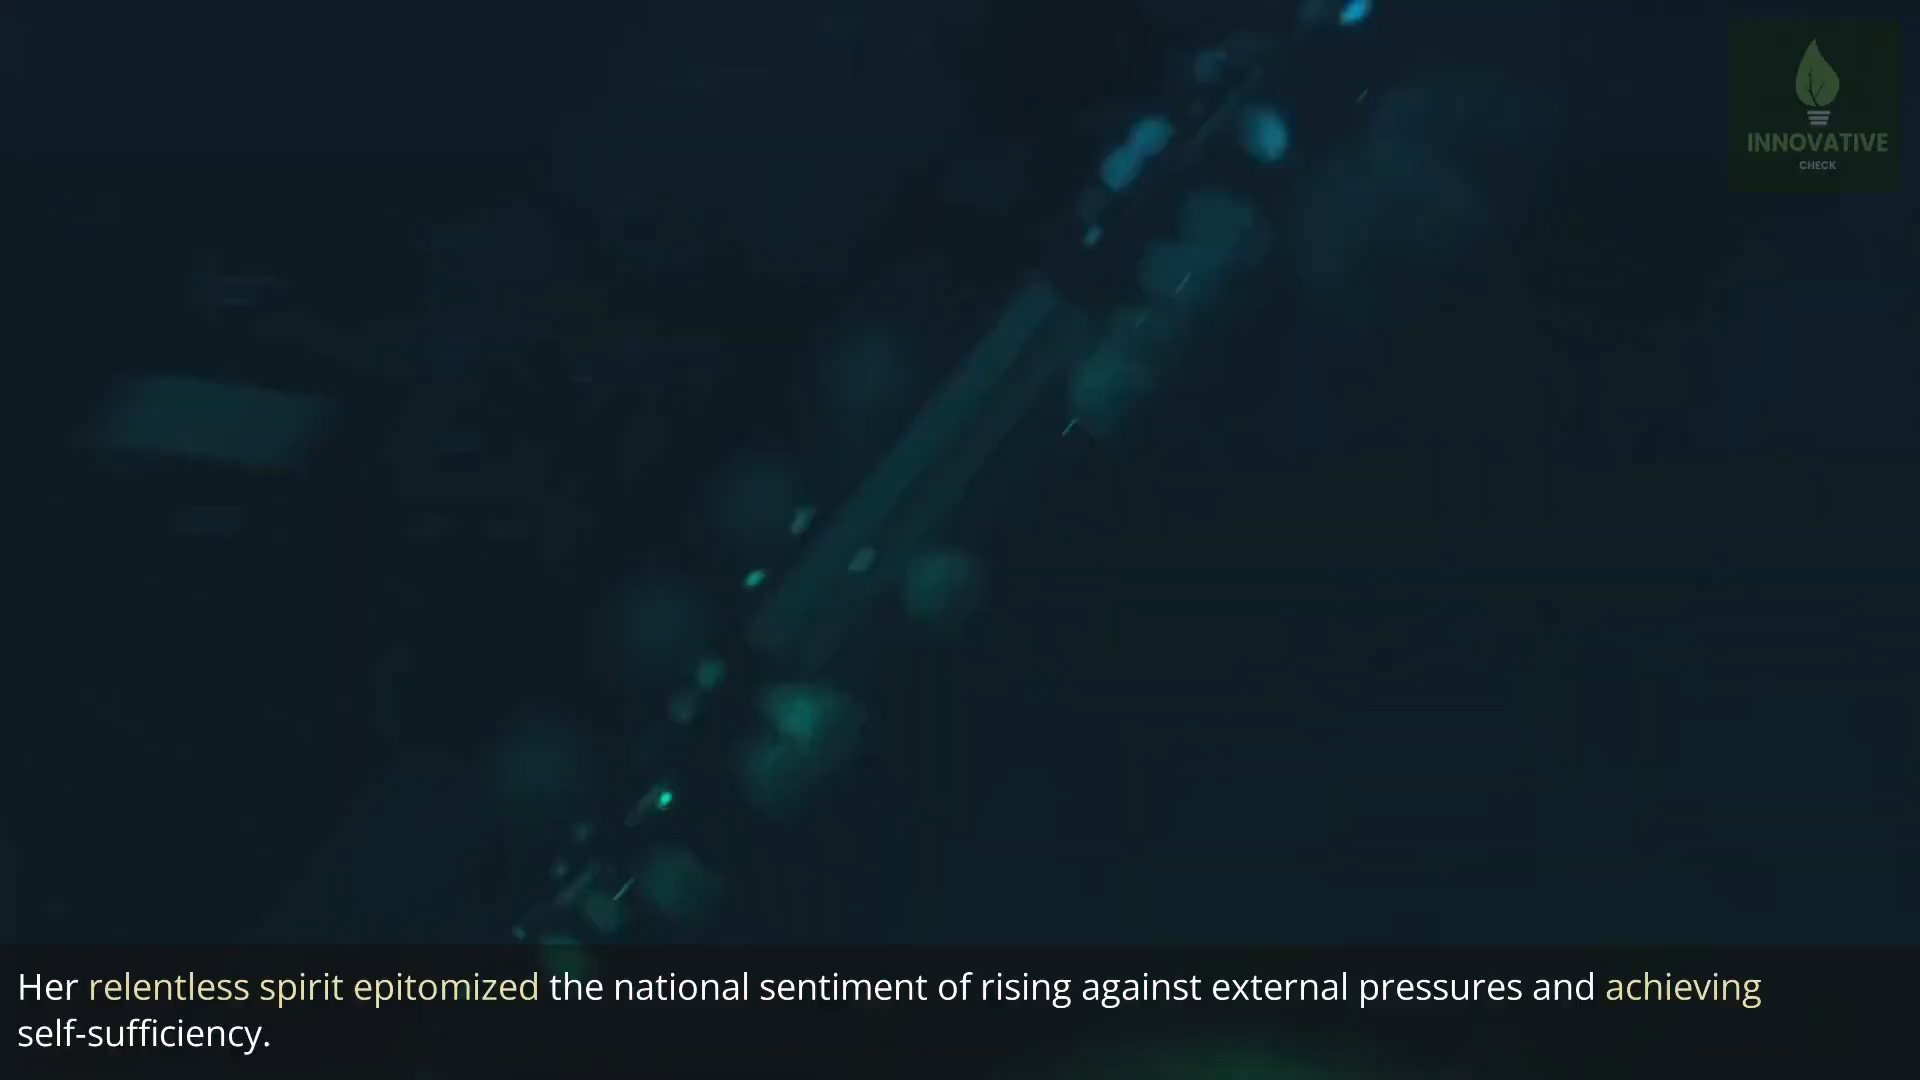 INNOVATIVE
CHECK
Her relentless spirit epitomized the national sentiment of rising against external pressures and achieving
self-sufficiency.